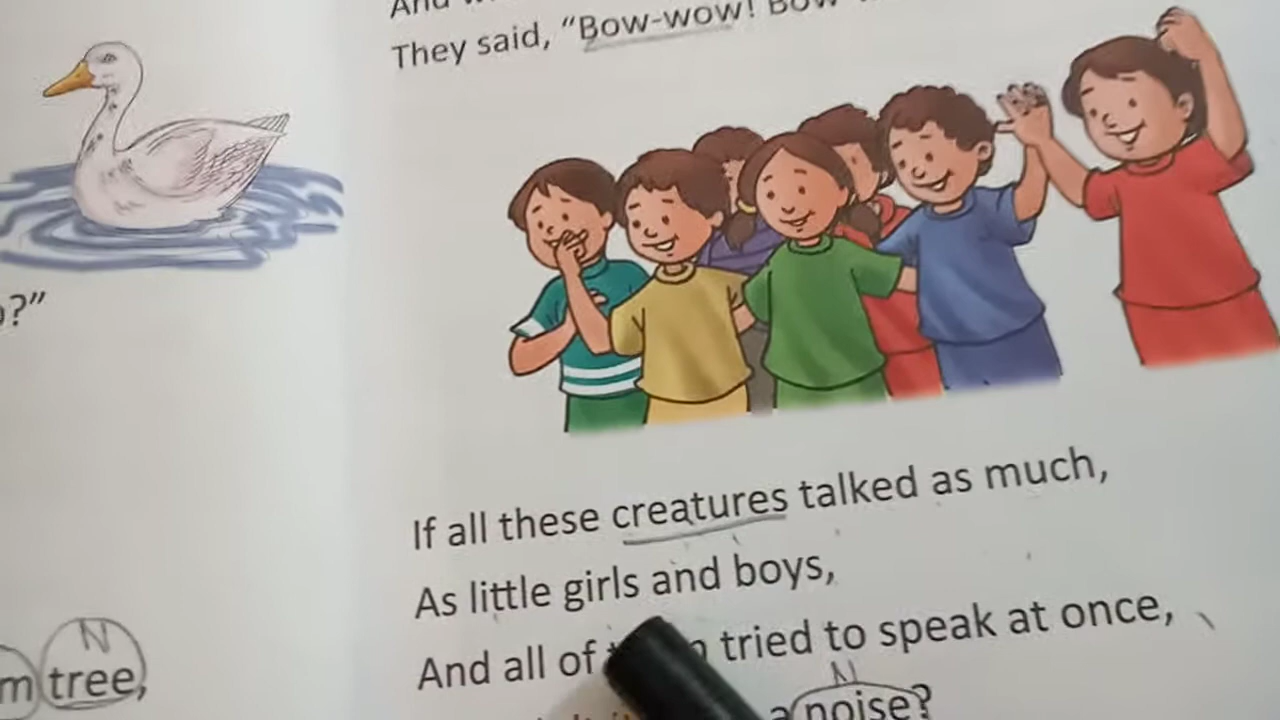 ?”
N
tree,
They said, “Bow-wow! Bow
If all these creatures talked as much,
As little girls and boys,
And all of tried to speak at once,
N
a noise?